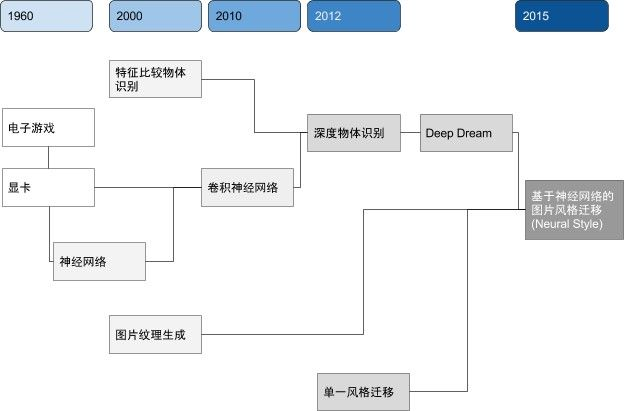 1960
2000
2010
2012
2015
特征比较物体
识别
电子游戏
深度物体识别
Deep Dream
显卡
卷积神经网络
基于神经网络的
图片风格迁移
(Neural Style)
神经网络
图片纹理生成
单一风格迁移